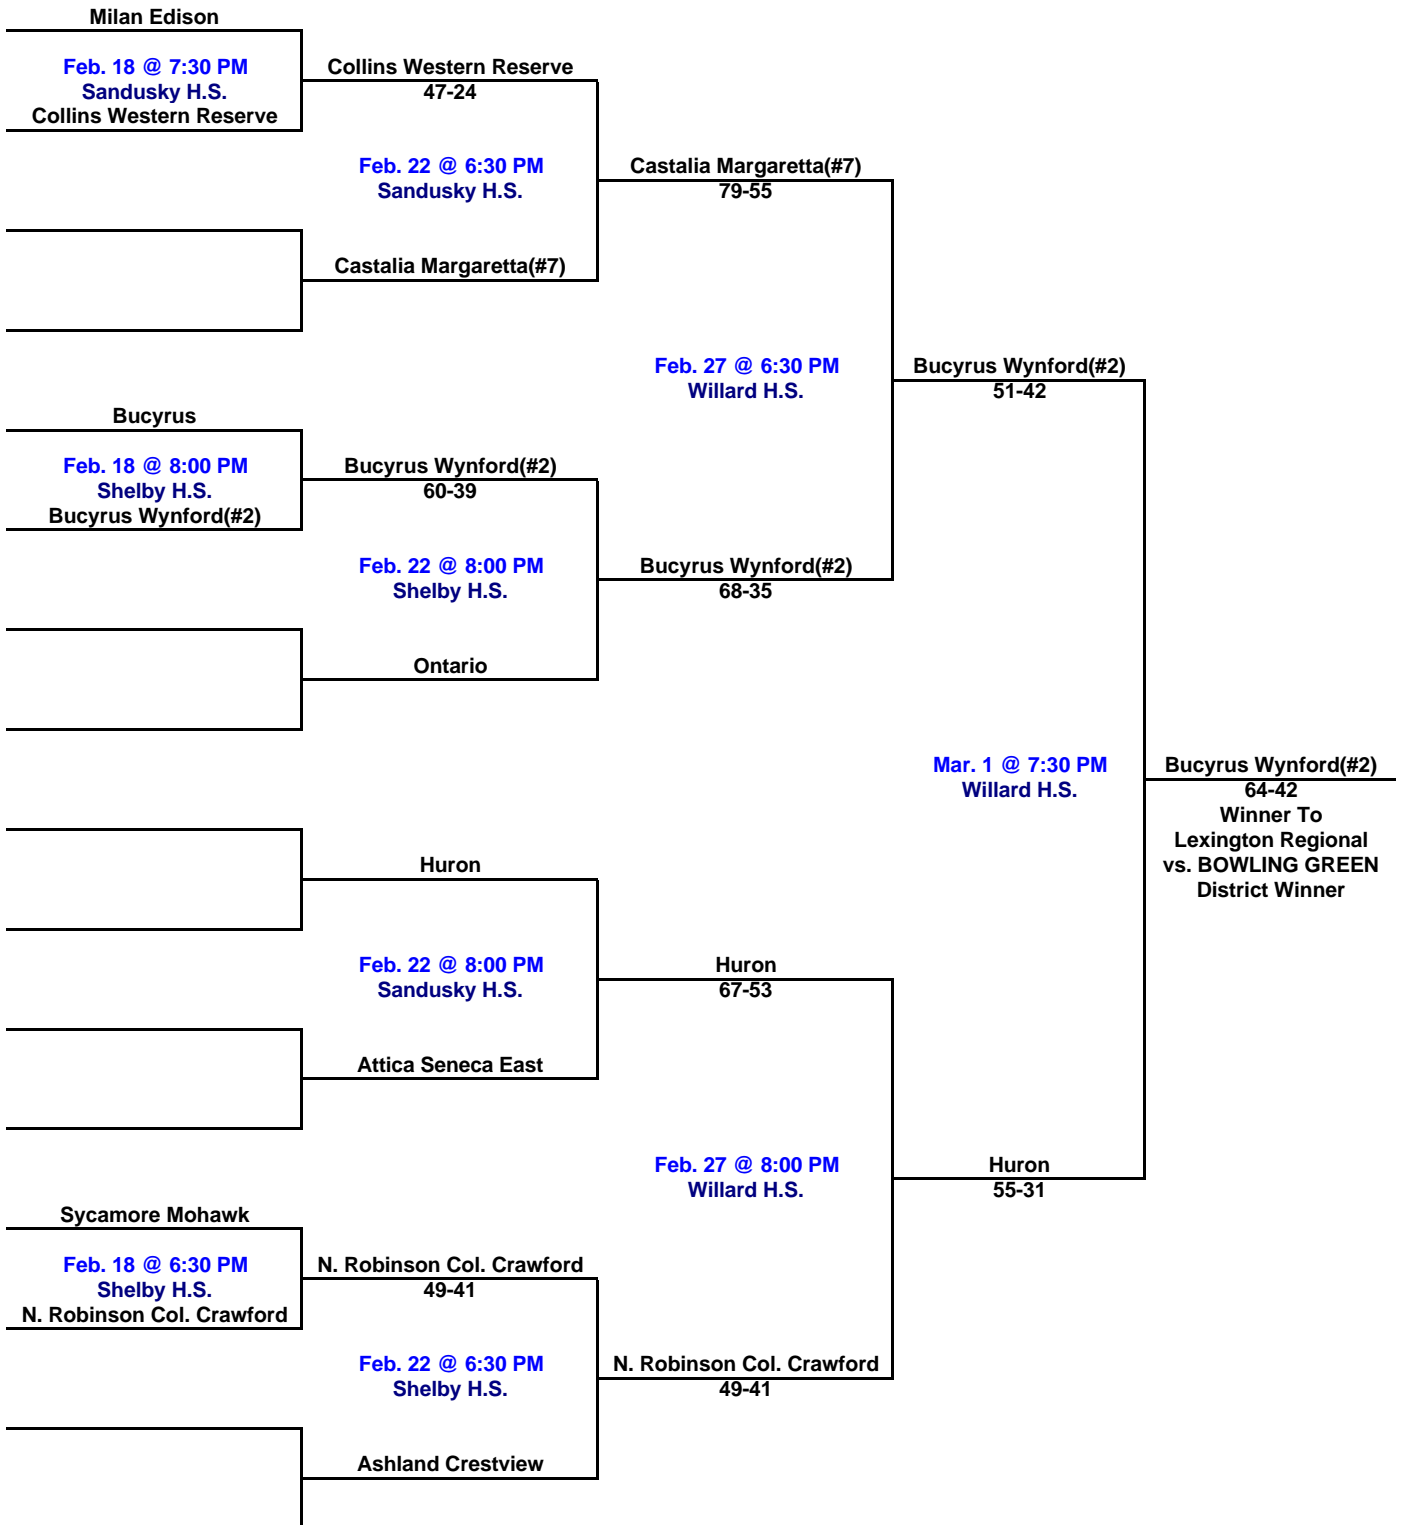 Milan Edison
Feb. 18 @ 7:30 PM
Sandusky H.S.
Collins Western Reserve
Collins Western Reserve
47-24
Feb. 22 @ 6:30 PM
Sandusky H.S.
Castalia Margaretta(#7)
Castalia Margaretta(#7)
79-55
Feb. 27 @ 6:30 PM
Willard H.S.
Bucyrus Wynford(#2)
51-42
Bucyrus
Feb. 18 @ 8:00 PM
Shelby H.S.
Bucyrus Wynford(#2)
Bucyrus Wynford(#2)
60-39
Feb. 22 @ 8:00 PM
Shelby H.S.
Bucyrus Wynford(#2)
68-35
Ontario
Mar. 1 @ 7:30 PM
Willard H.S.
Bucyrus Wynford(#2)
64-42
Winner To
Lexington Regional
vs. BOWLING GREEN
District Winner
Huron
Feb. 22 @ 8:00 PM
Sandusky H.S.
Huron
67-53
Attica Seneca East
Feb. 27 @ 8:00 PM
Willard H.S.
Huron
55-31
Sycamore Mohawk
Feb. 18 @ 6:30 PM
Shelby H.S.
N. Robinson Col. Crawford
N. Robinson Col. Crawford
49-41
Feb. 22 @ 6:30 PM
Shelby H.S.
N. Robinson Col. Crawford
49-41
Ashland Crestview